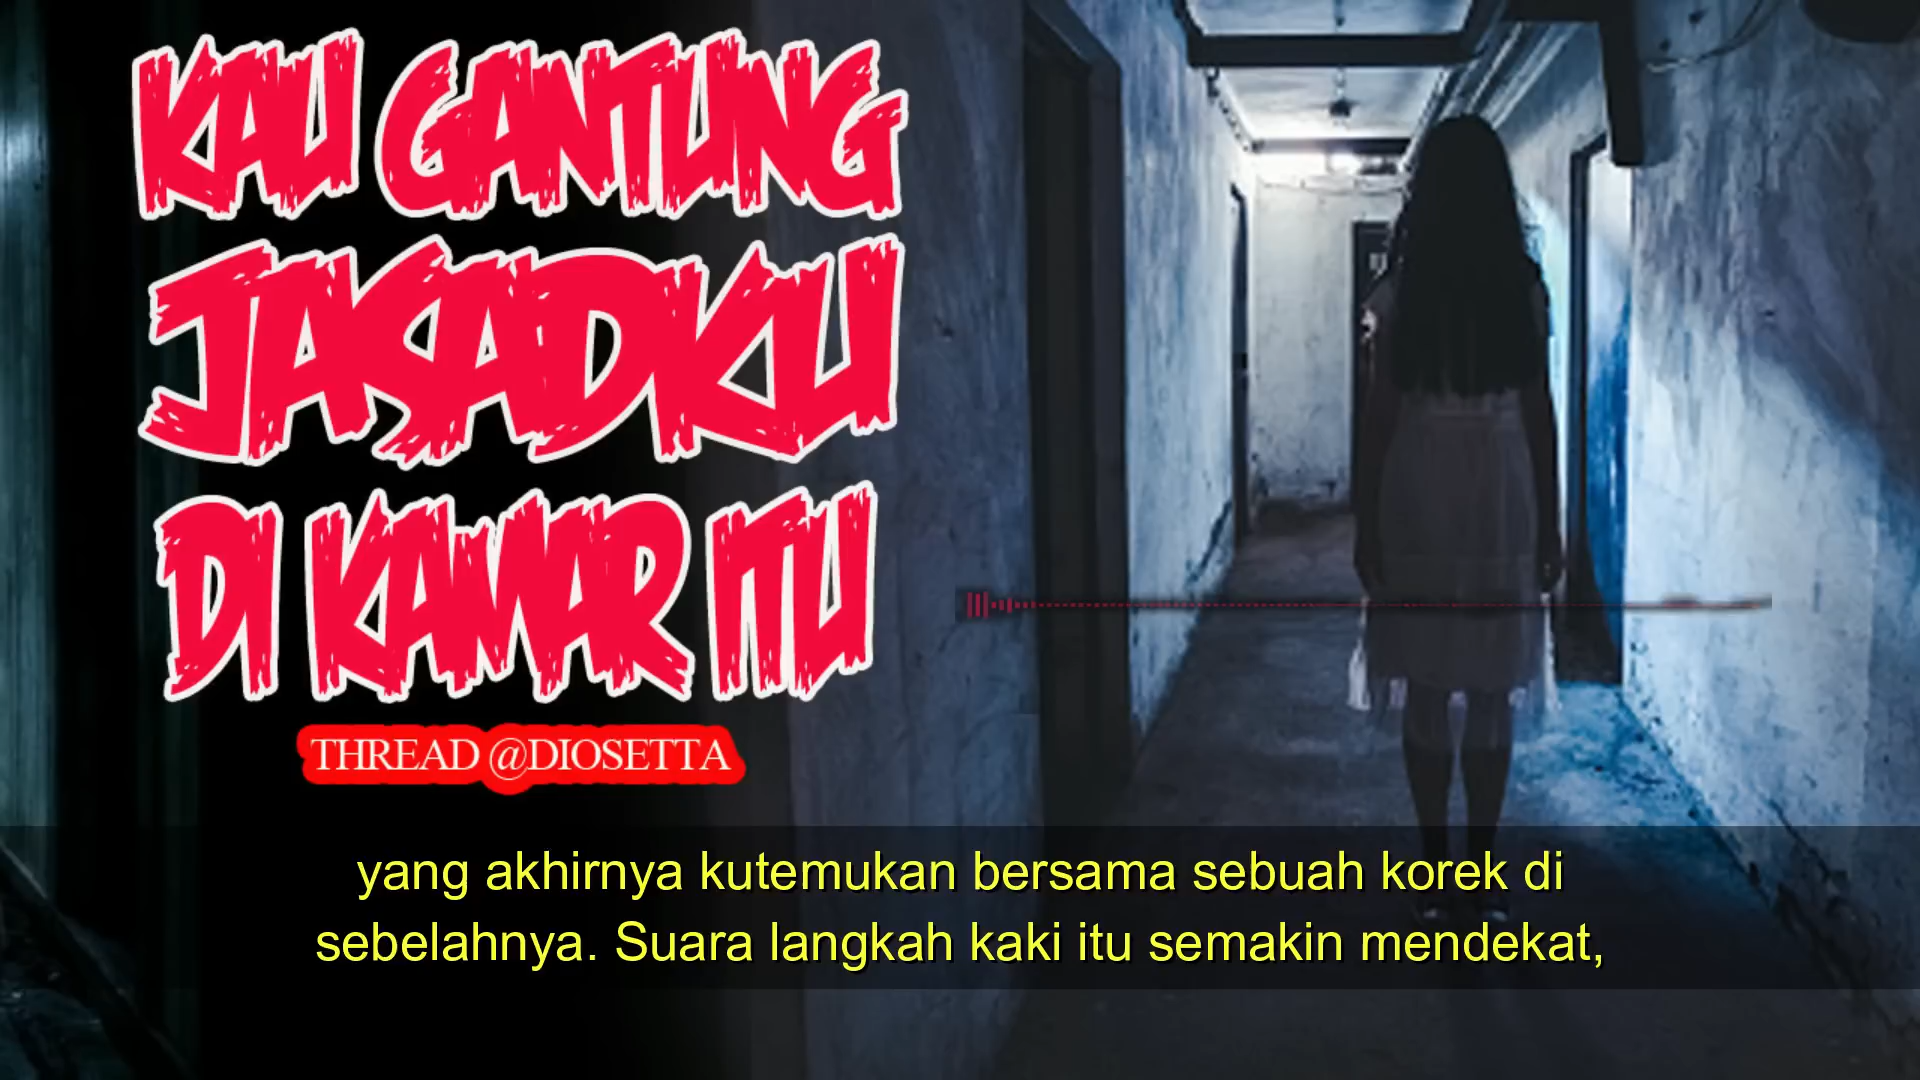 KAU GANTUNG
JASADKU
DI KAMAR ITU
THREAD @DIOSETTA
yang akhirnya kutemukan bersama sebuah korek di
sebelahnya. Suara langkah kaki itu semakin mendekat,